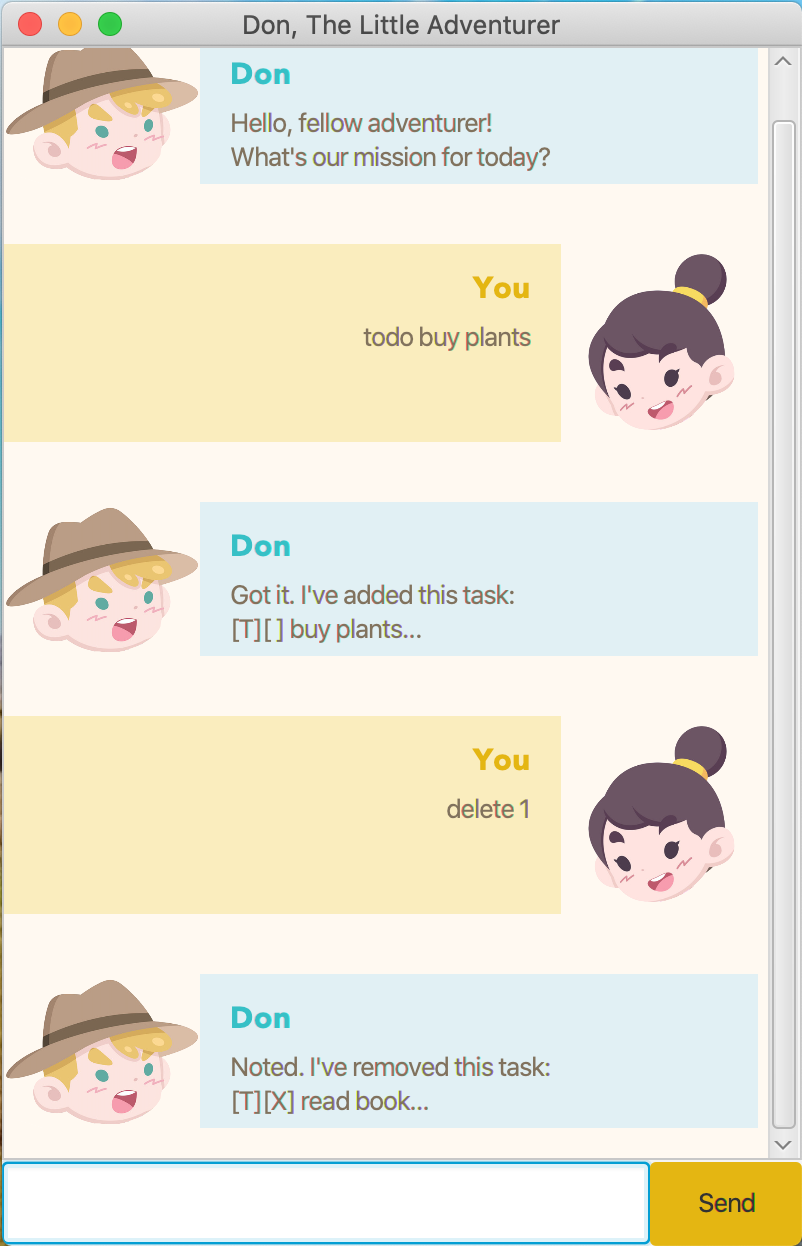 Don, The Little Adventurer
Don
Hello, fellow adventurer!
What's our mission for today?
You
todo buy plants
Don
Got it. I've added this task:
[T][ ] buy plants...
You
delete 1
Don
Noted. I've removed this task:
[T][X] read book...
Send